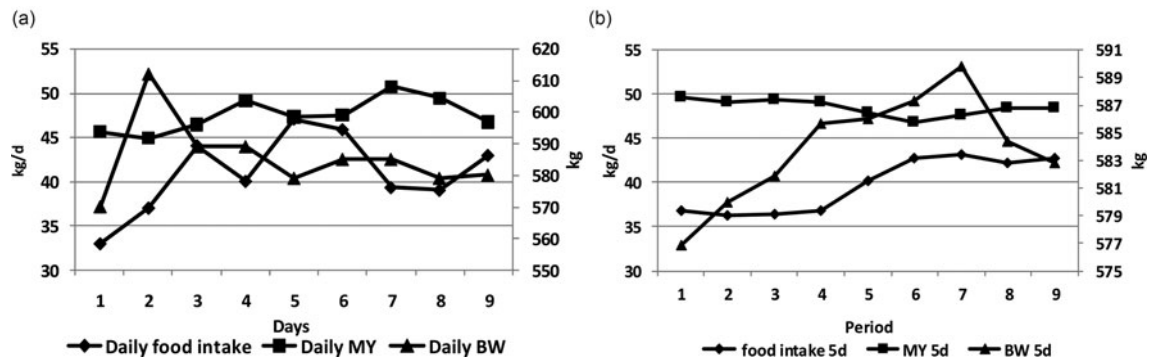 (a)
55
50
45
40
35
30
kg/d
620
610
600
590
580
570
560
550
kg
1 2 3 4 5 6 7 8 9
Days
Daily food intake Daily MY Daily BW
(b)
55
50
45
40
35
30
kg/d
591
589
587
585
583
581
579
577
575
kg
1 2 3 4 5 6 7 8 9
Period
food intake 5d MY 5d BW 5d